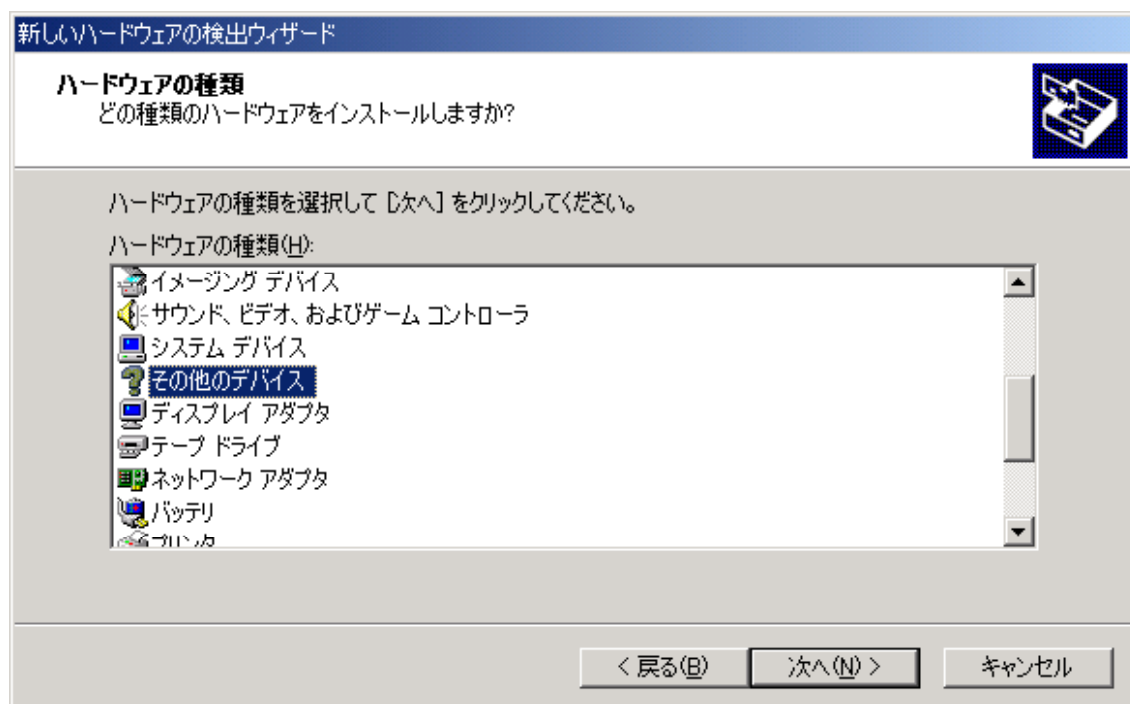 新しいハードウェアの検出ウィザード
ハードウェアの種類
どの種類のハードウェアをインストールしますか?
ハードウェアの種類を選択して [次へ] をクリックしてください。
ハードウェアの種類(H):
イメージング デバイス
サウンド、ビデオ、およびゲーム コントローラ
システム デバイス
その他のデバイス
ディスプレイ アダプタ
テープ ドライブ
ネットワーク アダプタ
バッテリ
プリンタ
< 戻る(B)
次へ(N) >
キャンセル